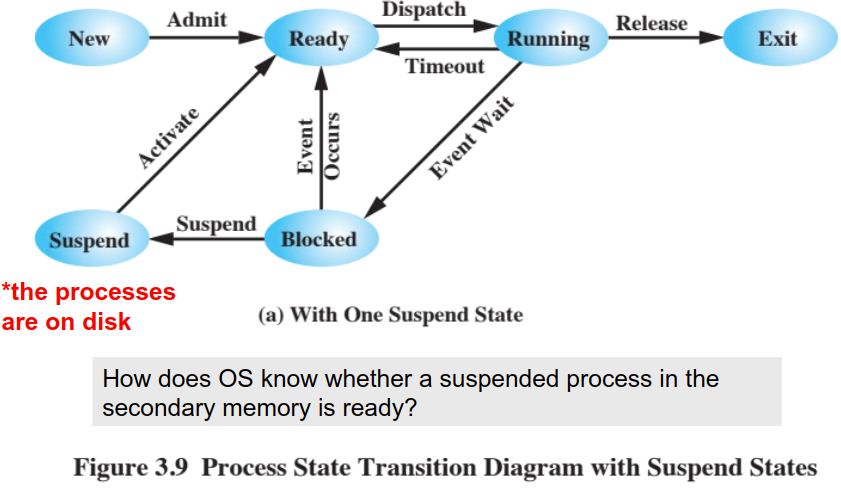 Dispatch
Admit
Release
New
Ready
Running
Exit
Timeout
Activate
Event
Occurs
Event Wait
Suspend
Suspend
Blocked
*the processes
are on disk
(a) With One Suspend State
How does OS know whether a suspended process in the
secondary memory is ready?
Figure 3.9 Process State Transition Diagram with Suspend States